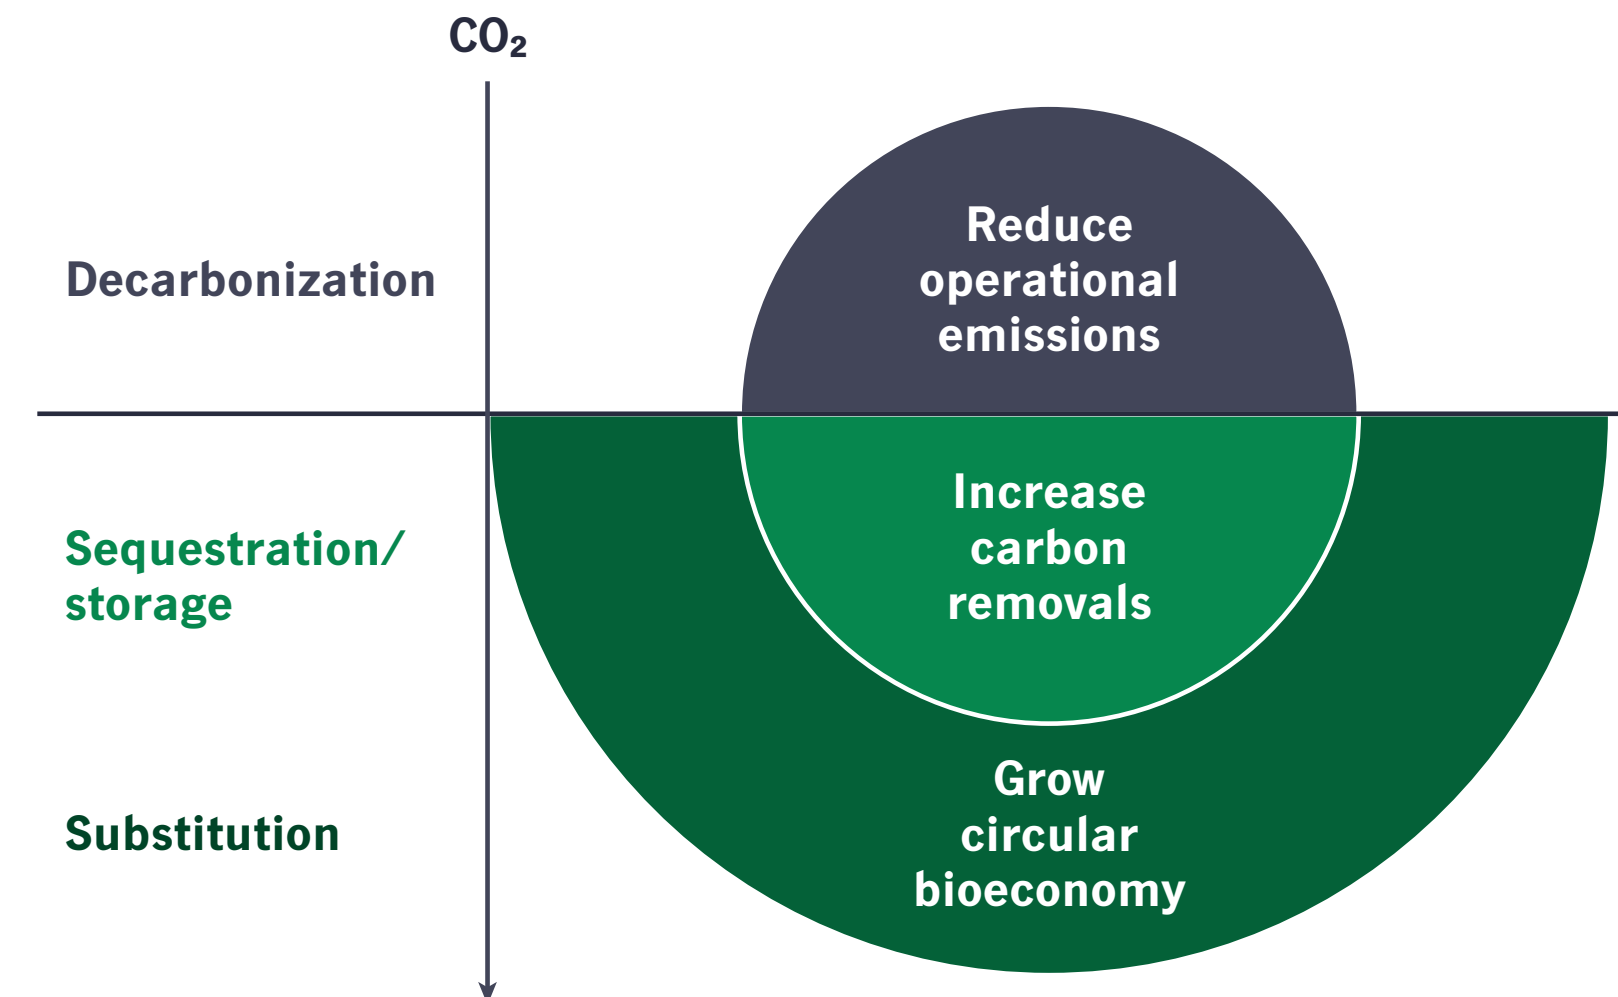 CO₂
Decarbonization
Reduce
operational
emissions
Sequestration/
storage
Increase
carbon
removals
Substitution
Grow
circular
bioeconomy